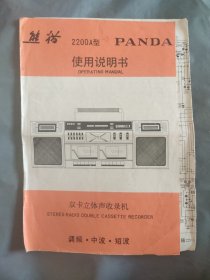 熊猫 2200A型 PANDA
使用说明书
OPERATING MANUAL
双卡立体声收录机
STEREO RADIO DOUBLE CASSETTE RECORDER
调频·中波·短波